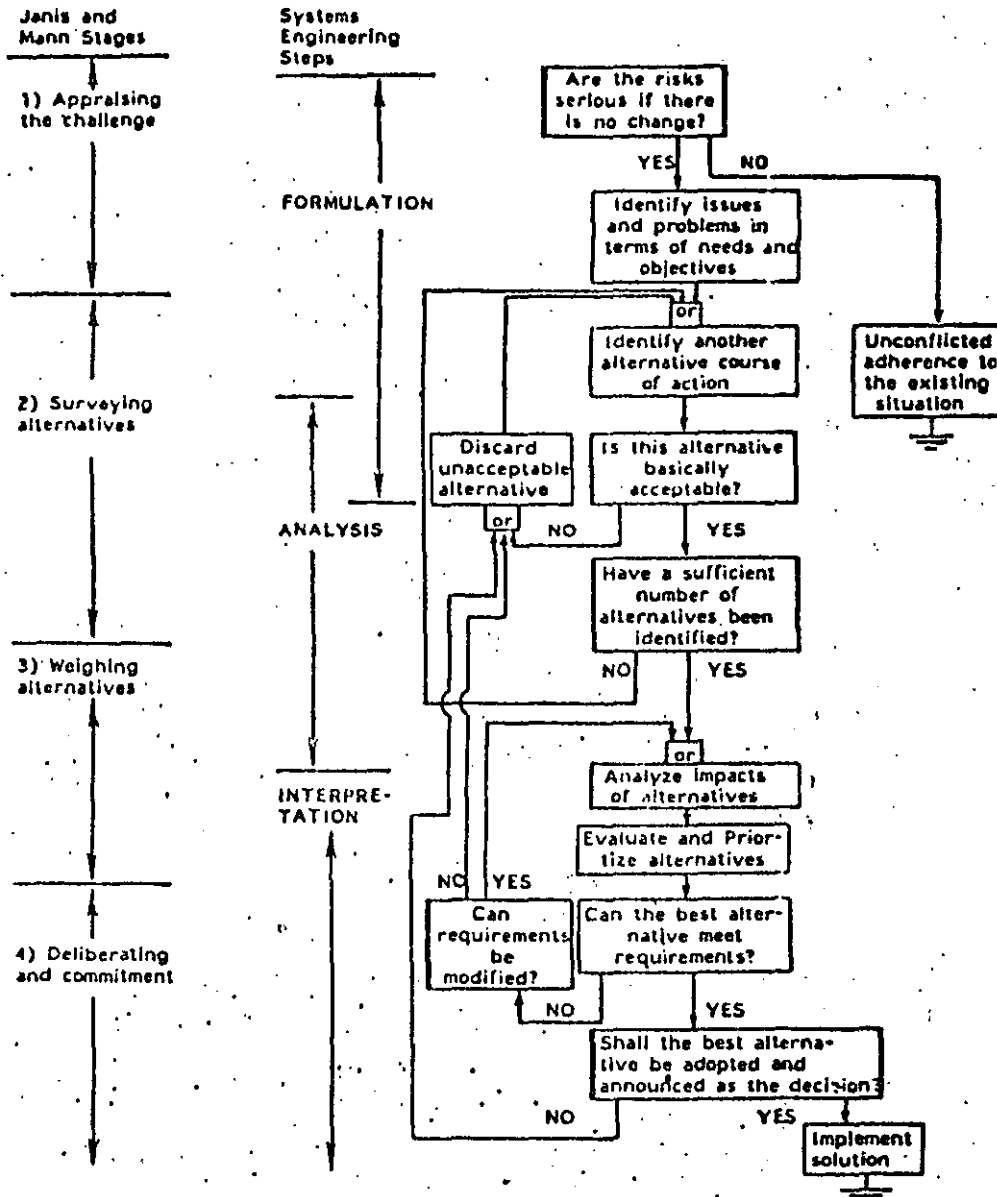 Janis and
Mann Stages
1) Appraising
the challenge
2) Surveying
alternatives
3) Weighing
alternatives
4) Deliberating
and commitment
Systems
Engineering
Steps
FORMULATION
ANALYSIS
INTERPRE-
TATION
Are the risks
serious if there
is no change?
YES
NO
Identify issues
and problems in
terms of needs and
objectives
or
Identify another
alternative course
of action
Unconflicted
adherence to
the existing
situation
Discard
unacceptable
alternative
or
Is this alternative
basically
acceptable?
NO
YES
Have a sufficient
number of
alternatives been
identified?
NO
YES
or
Analyze impacts
of alternatives
Evaluate and Prior-
tize alternatives
NO
YES
Can
requirements
be
modified?
Can the best alter-
native meet
requirements?
NO
YES
Shall the best alterna-
tive be adopted and
announced as the decision?
NO
YES
Implement
solution